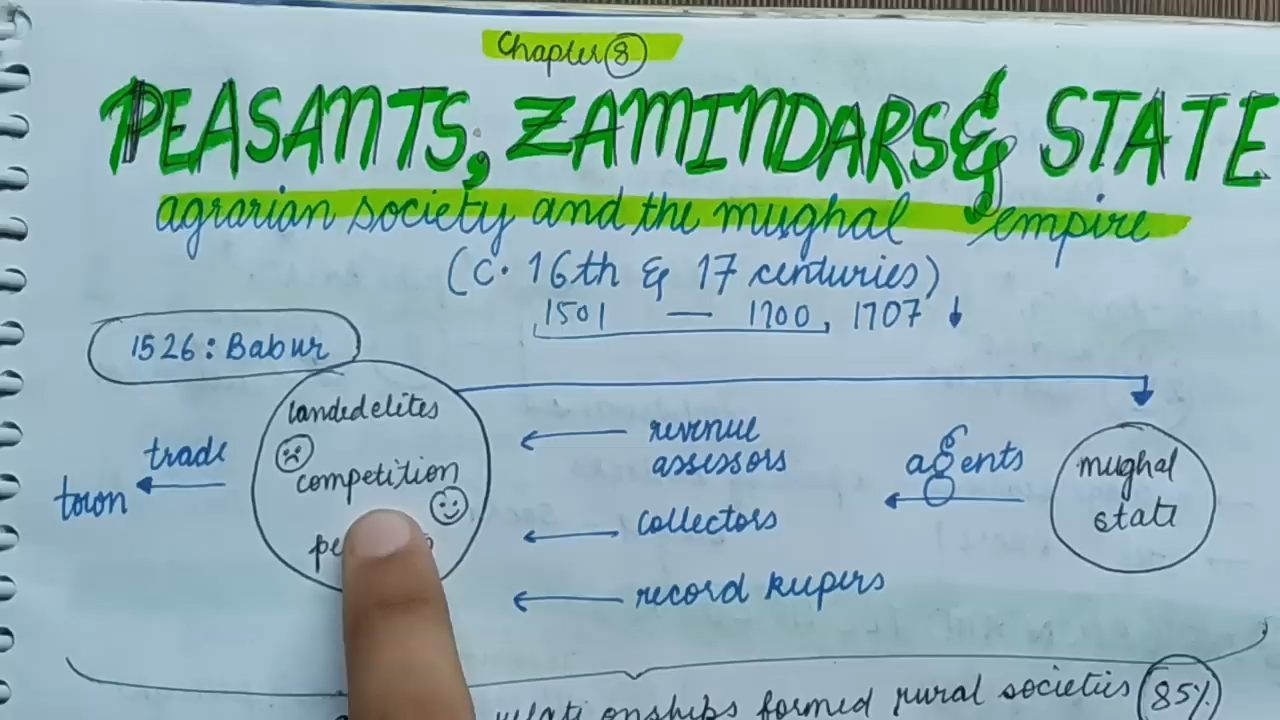 Chapter 8
PEASANTS, ZAMINDARS & STATE
agrarian society and the mughal empire
(C. 16th & 17 centuries)
1501 — 1700, 1707 ↓
1526: Babur
landed elites
competition
trade
town
revenue
assessors
collectors
record keepers
agents
mughal
state
relationships formed rural societies 85%